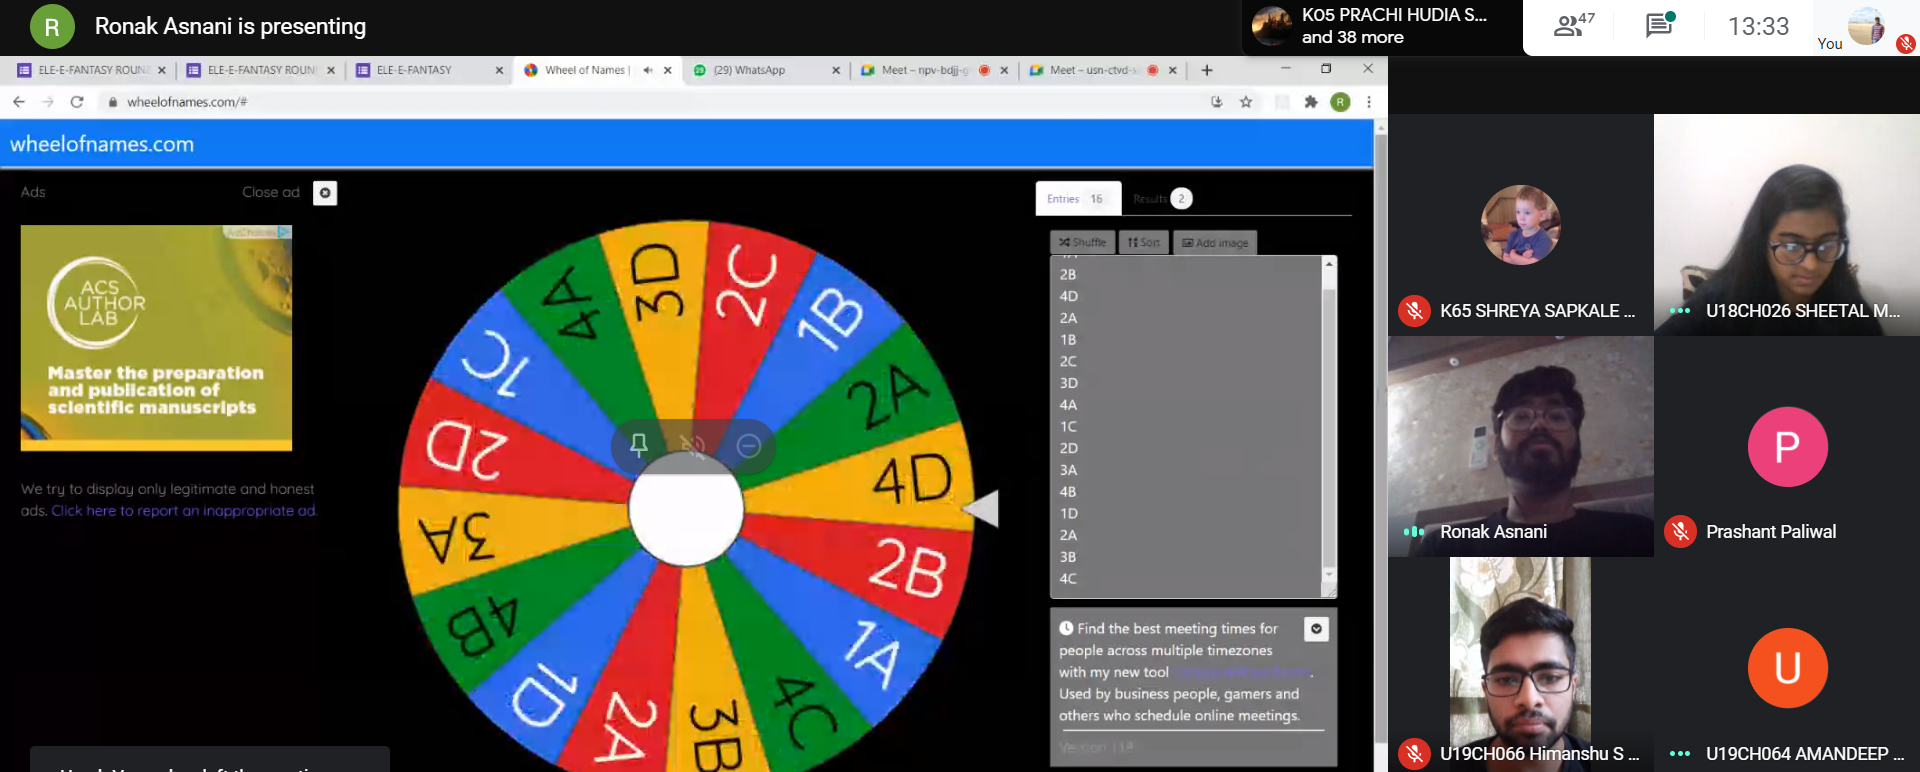 R
Ronak Asnani is presenting
K05 PRACHI HUDIA S...
and 38 more
47
13:33
You
ELE-E-FANTASY ROUN
ELE-E-FANTASY ROUN
ELE-E-FANTASY
Wheel of Names |
(29) WhatsApp
Meet – npv-bdjj-g
Meet – usn-ctvd-
wheelofnames.com/#
R
wheelofnames.com
Ads
Close ad
AdChoices
ACS
AUTHOR
LAB
Master the preparation
and publication of
scientific manuscripts
We try to display only legitimate and honest
ads. Click here to report an inappropriate ad.
3D
2C
1B
2A
4D
2B
1A
4C
3B
2A
1D
4B
3A
2D
1C
4A
Entries 16
Results 2
Shuffle
Sort
Add image
1A
2B
4D
2A
1B
2C
3D
4A
1C
2D
3A
4B
1D
2A
3B
4C
Find the best meeting times for
people across multiple timezones
with my new tool
Used by business people, gamers and
others who schedule online meetings.
Version
K65 SHREYA SAPKALE ...
U18CH026 SHEETAL M...
Ronak Asnani
P
Prashant Paliwal
U19CH066 Himanshu S ...
U
U19CH064 AMANDEEP ...